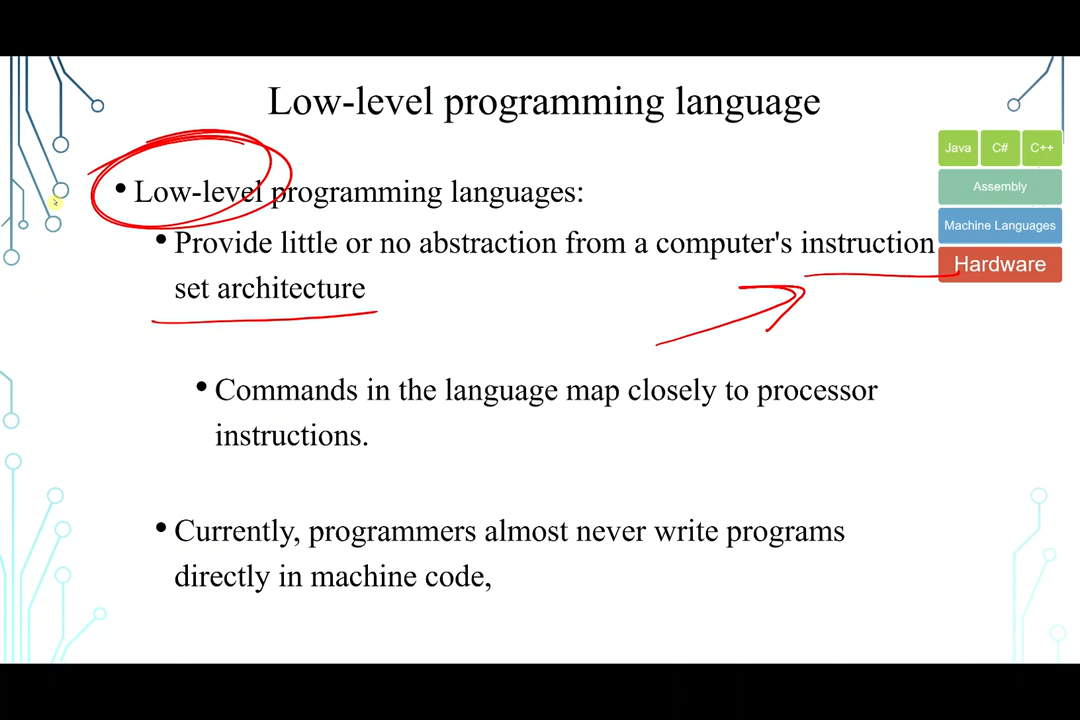 Low-level programming language
• Low-level programming languages:
• Provide little or no abstraction from a computer's instruction
set architecture
• Commands in the language map closely to processor
instructions.
• Currently, programmers almost never write programs
directly in machine code,
Java C# C++
Assembly
Machine Languages
Hardware